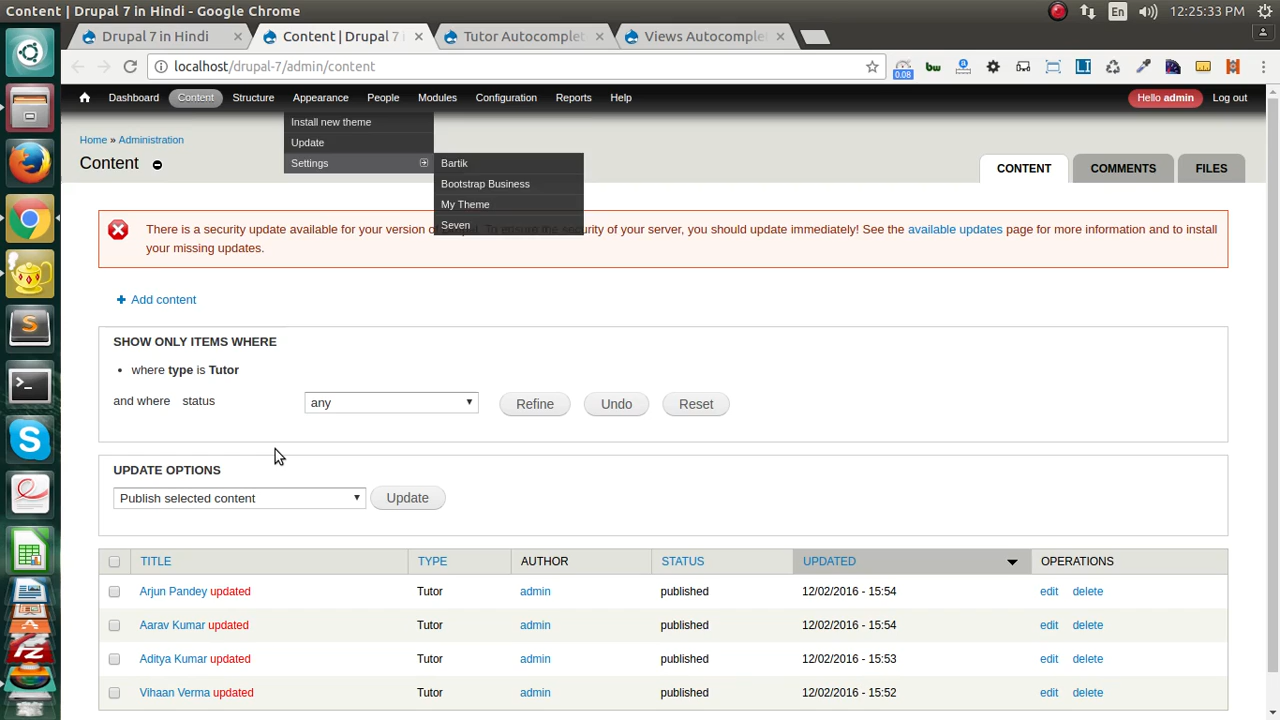 Content | Drupal 7 in Hindi - Google Chrome
En
12:25:33 PM
Drupal 7 in Hindi
Content | Drupal 7 i
Tutor Autocomplet
Views Autocomple
localhost/drupal-7/admin/content
0.08
bw
LI
Dashboard
Content
Structure
Appearance
People
Modules
Configuration
Reports
Help
Hello admin
Log out
Install new theme
Update
Settings
Bartik
Bootstrap Business
My Theme
Seven
Home » Administration
Content
CONTENT
COMMENTS
FILES
There is a security update available for your version of To ensure the security of your server, you should update immediately! See the available updates page for more information and to install
your missing updates.
Add content
SHOW ONLY ITEMS WHERE
• where type is Tutor
and where status any Refine Undo Reset
UPDATE OPTIONS
Publish selected content Update
TITLE TYPE AUTHOR STATUS UPDATED OPERATIONS
Arjun Pandey updated Tutor admin published 12/02/2016 - 15:54 edit delete
Aarav Kumar updated Tutor admin published 12/02/2016 - 15:54 edit delete
Aditya Kumar updated Tutor admin published 12/02/2016 - 15:53 edit delete
Vihaan Verma updated Tutor admin published 12/02/2016 - 15:52 edit delete